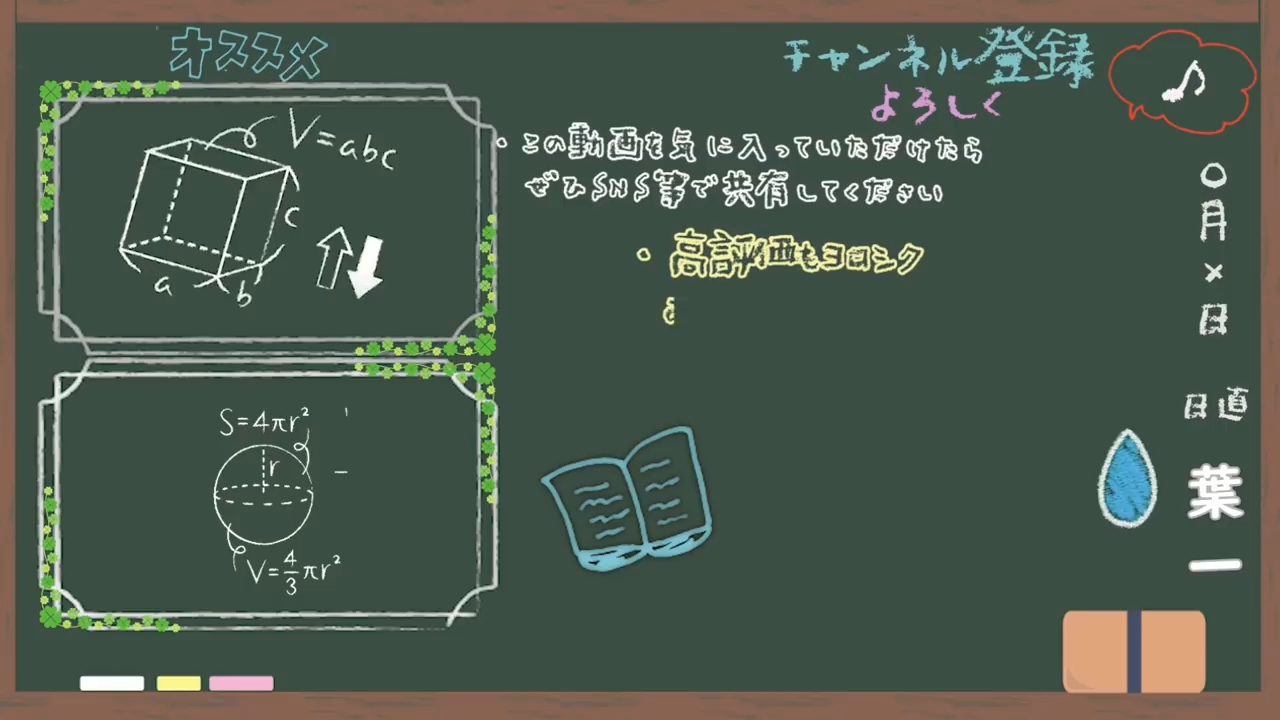 オススメ
V=abc
c
a
b
S=4πr²
r
V=4/3πr²
チャンネル登録
よろしく
・この動画を気に入っていただけたら
ぜひSNS等で共有してください
・高評価もヨロシク
〇月×日
日直
葉一